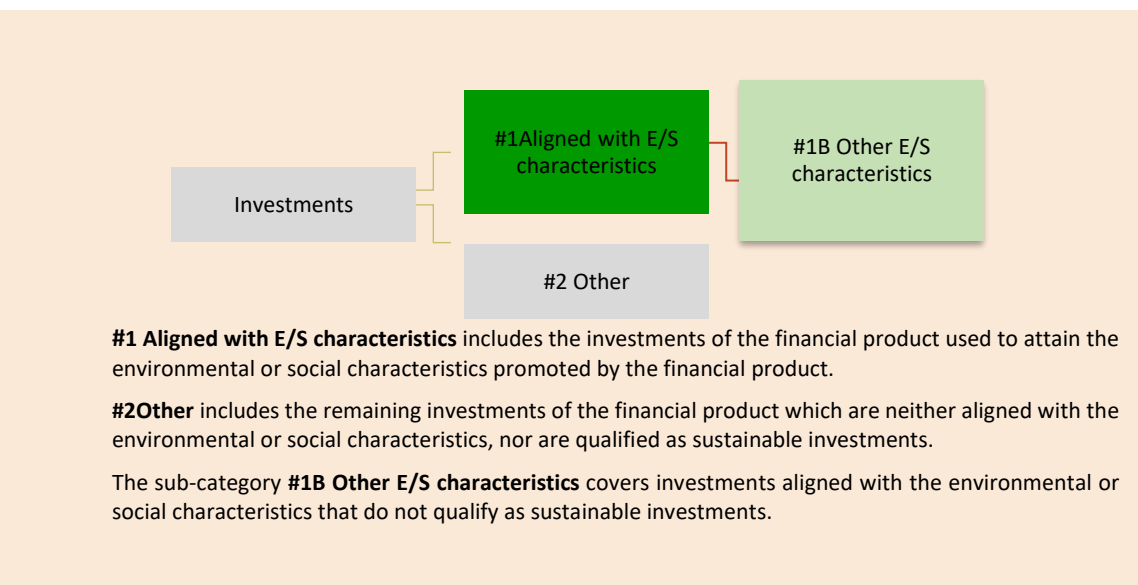 #1Aligned with E/S
characteristics
#1B Other E/S
characteristics
Investments
#2 Other
#1 Aligned with E/S characteristics includes the investments of the financial product used to attain the
environmental or social characteristics promoted by the financial product.
#2Other includes the remaining investments of the financial product which are neither aligned with the
environmental or social characteristics, nor are qualified as sustainable investments.
The sub-category #1B Other E/S characteristics covers investments aligned with the environmental or
social characteristics that do not qualify as sustainable investments.